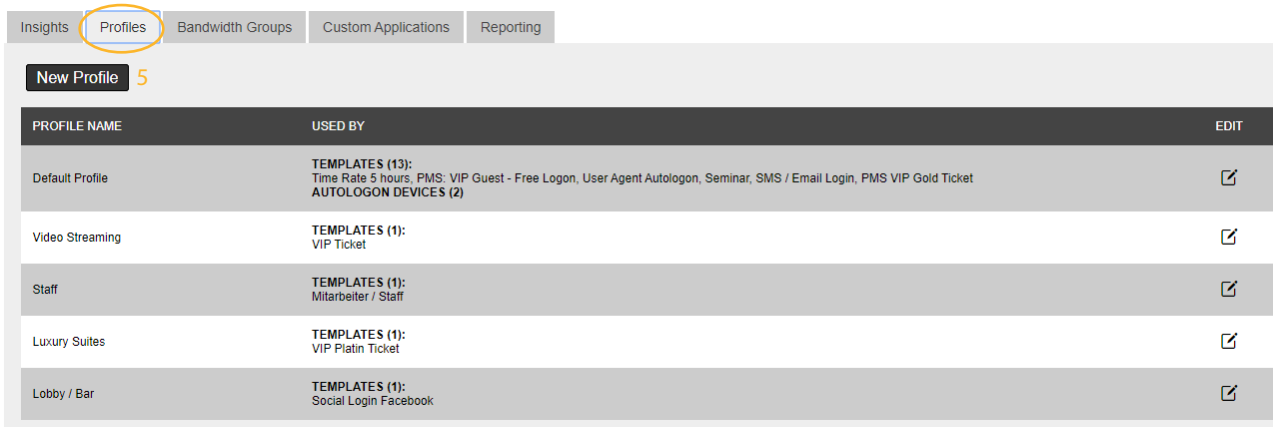 Insights Profiles Bandwidth Groups Custom Applications Reporting
New Profile 5
PROFILE NAME USED BY EDIT
TEMPLATES (13):
Default Profile Time Rate 5 hours, PMS: VIP Guest - Free Logon, User Agent Autologon, Seminar, SMS / Email Login, PMS VIP Gold Ticket
AUTOLOGON DEVICES (2)
TEMPLATES (1):
Video Streaming
VIP Ticket
TEMPLATES (1):
Staff
Mitarbeiter / Staff
TEMPLATES (1):
Luxury Suites
VIP Platin Ticket
TEMPLATES (1):
Lobby / Bar
Social Login Facebook